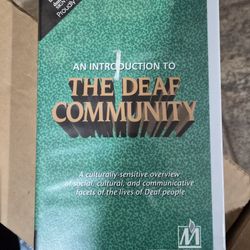 Proudly
AN INTRODUCTION TO
THE DEAF
COMMUNITY
A culturally-sensitive overview
of social, cultural, and communicative
facets of the lives of Deaf people.